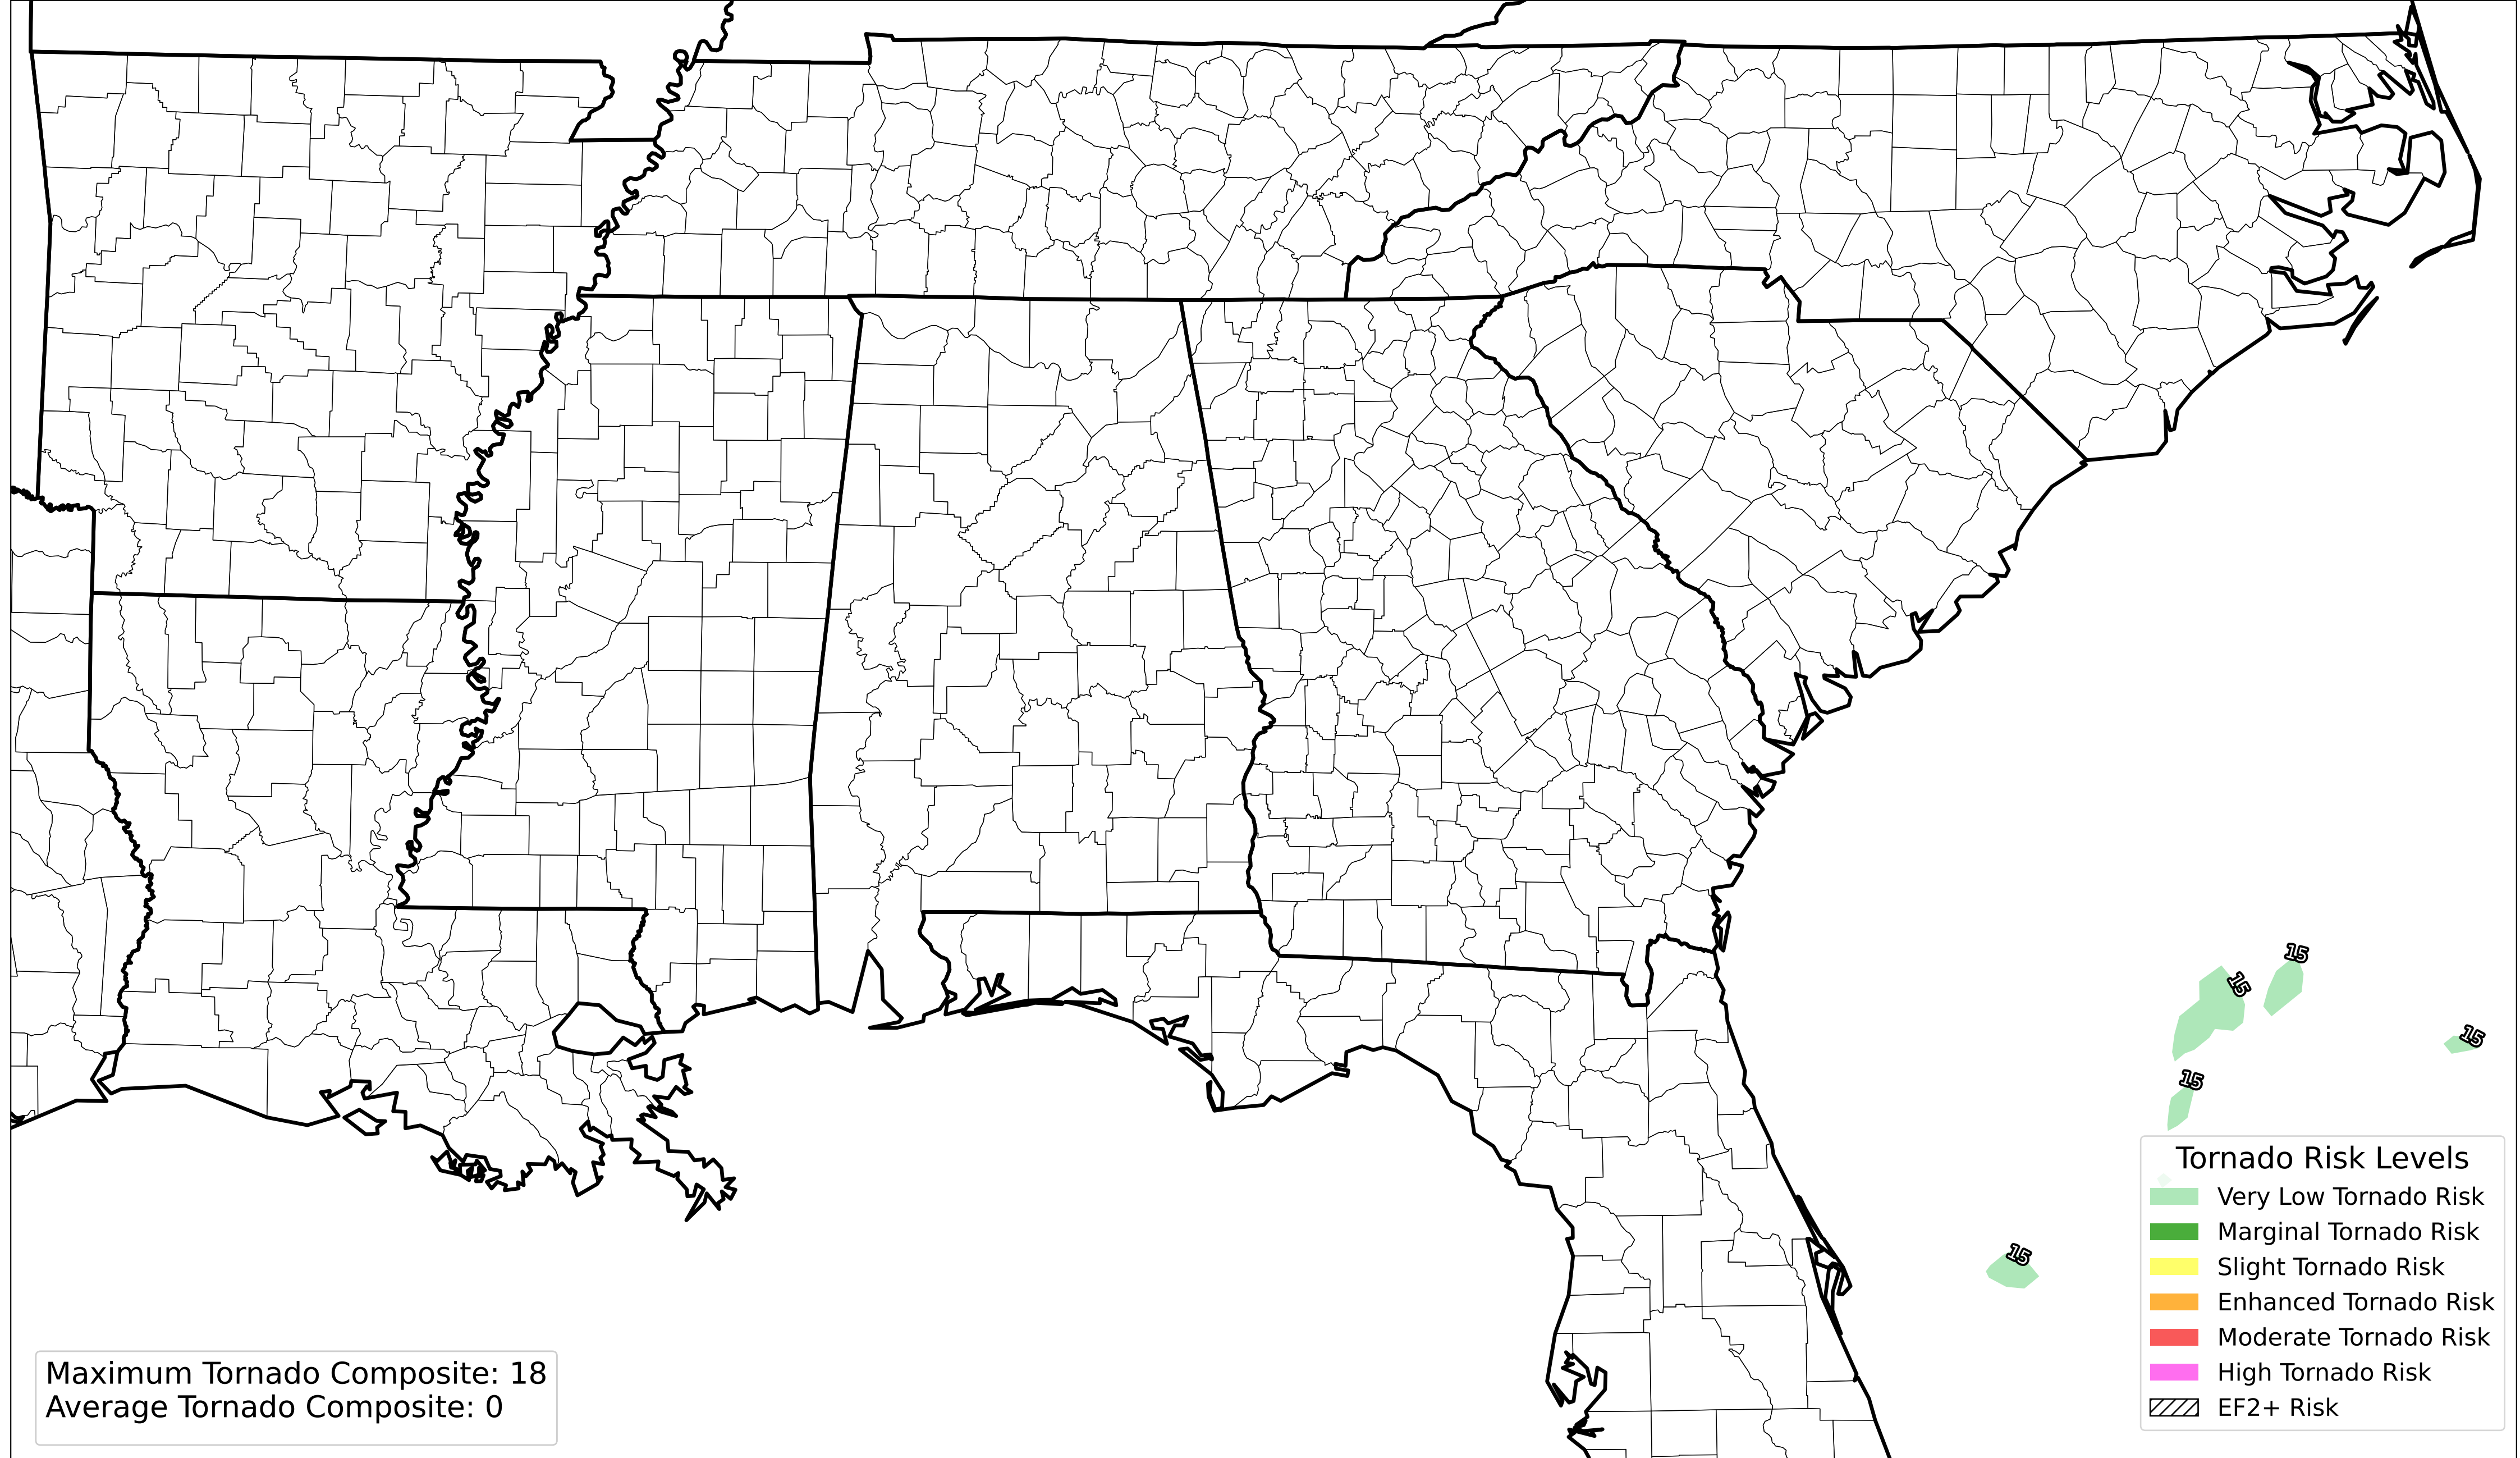 15
15
15
15
15
Tornado Risk Levels
Very Low Tornado Risk
Marginal Tornado Risk
Slight Tornado Risk
Enhanced Tornado Risk
Moderate Tornado Risk
High Tornado Risk
EF2+ Risk
Maximum Tornado Composite: 18
Average Tornado Composite: 0